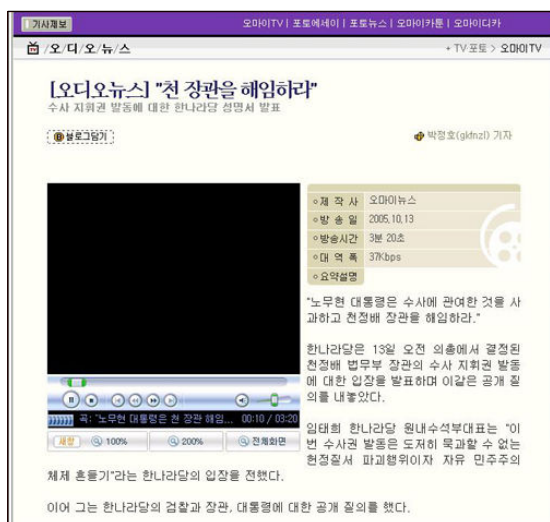 기사제보
오마이TV | 포토에세이 | 포토뉴스 | 오마이카툰 | 오마이디카
/오/디/오/뉴/스
+ TV포토 > 오마이TV
[오디오뉴스] "천 장관을 해임하라"
수사 지휘권 발동에 대한 한나라당 성명서 발표
블로그담기
박정호(gkfnzl) 기자
제 작 사 오마이뉴스
방 송 일 2005.10.13
방송시간 3분 20초
대 역 폭 37Kbps
요약설명
"노무현 대통령은 수사에 관여한 것을 사
과하고 천정배 장관을 해임하라."
한나라당은 13일 오전 의총에서 결정된
천정배 법무부 장관의 수사 지휘권 발동
에 대한 입장을 발표하며 이같은 공개 질
의를 내놓았다.
곡: "노무현 대통령은 천 장관 해임... 00:10 / 03:20
새창 100% 200% 전체화면
임태희 한나라당 원내수석부대표는 "이
번 수사권 발동은 도저히 묵과할 수 없는
헌정질서 파괴행위이자 자유 민주주의
체제 흔들기"라는 한나라당의 입장을 전했다.
이어 그는 한나라당의 검찰과 장관, 대통령에 대한 공개 질의를 했다.